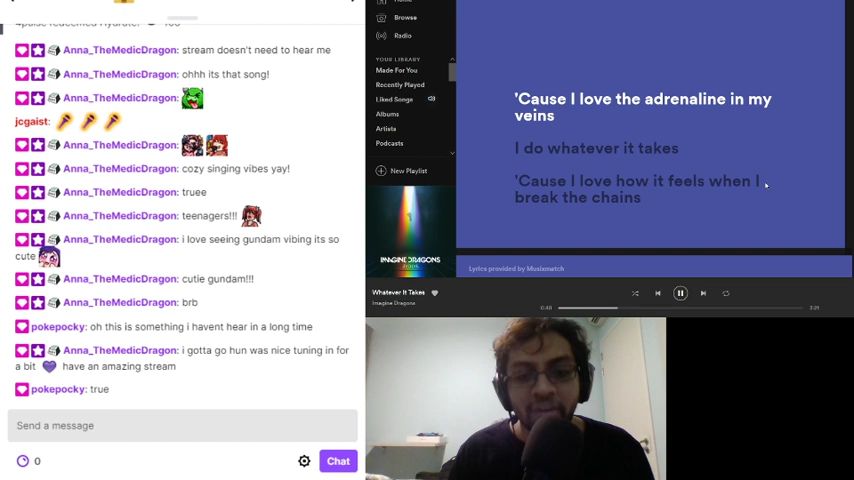 Anna_TheMedicDragon: stream doesn't need to hear me
Anna_TheMedicDragon: ohhh its that song!
Anna_TheMedicDragon:
jcgaist:
Anna_TheMedicDragon:
Anna_TheMedicDragon: cozy singing vibes yay!
Anna_TheMedicDragon: truee
Anna_TheMedicDragon: teenagers!!!
Anna_TheMedicDragon: i love seeing gundam vibing its so
cute
Anna_TheMedicDragon: cutie gundam!!!
Anna_TheMedicDragon: brb
pokepocky: oh this is something i havent hear in a long time
Anna_TheMedicDragon: i gotta go hun was nice tuning in for
a bit have an amazing stream
pokepocky: true
Send a message
0
Chat
Browse
Radio
YOUR LIBRARY
Made For You
Recently Played
Liked Songs
Albums
Artists
Podcasts
New Playlist
IMAGINE DRAGONS
Whatever It Takes
Imagine Dragons
'Cause I love the adrenaline in my
veins
I do whatever it takes
'Cause I love how it feels when I
break the chains
Lyrics provided by Musixmatch
0:48
3:21